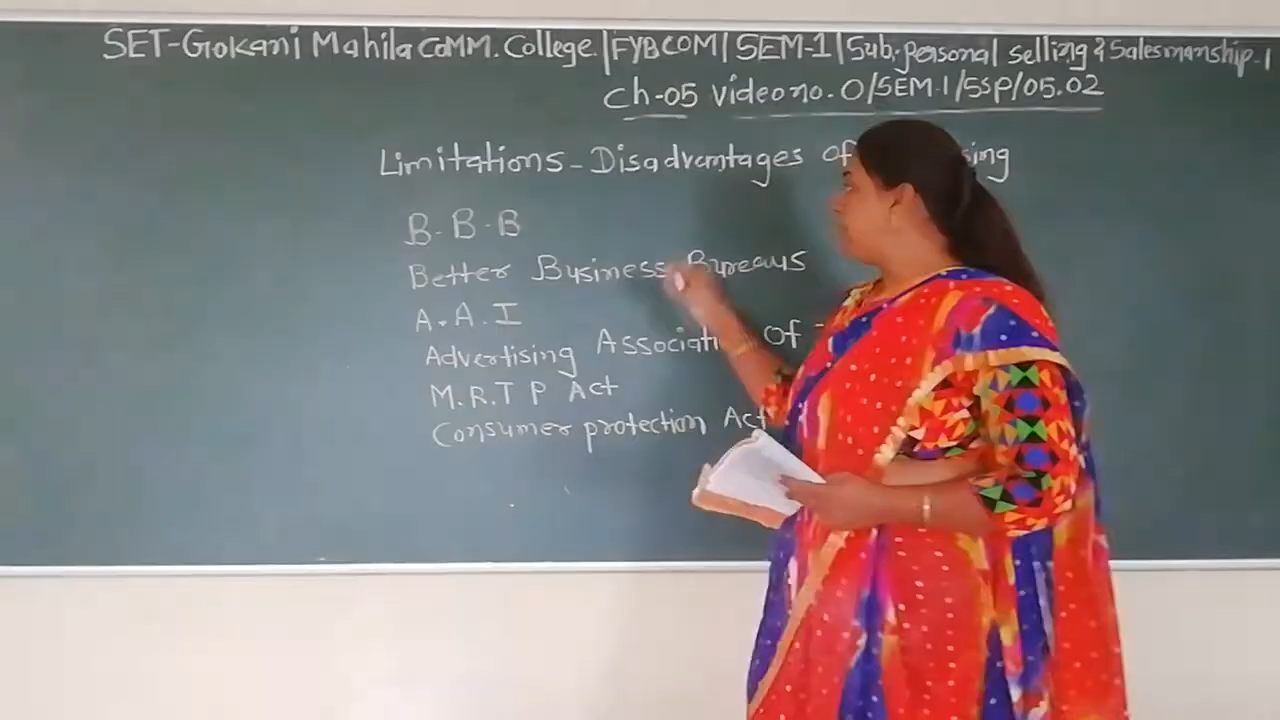 SET-Gokani Mahila COMM. College | FYBCOM | SEM-1 | Sub. personal selling & Salesmanship-1
Ch-05 video no. O/SEM-1/SSP/05.02
Limitations - Disadvantages of sing
B. B. B
Better Business Bureaus
A. A. I
Advertising Associati of
M.R.T P Act
Consumer protection Act